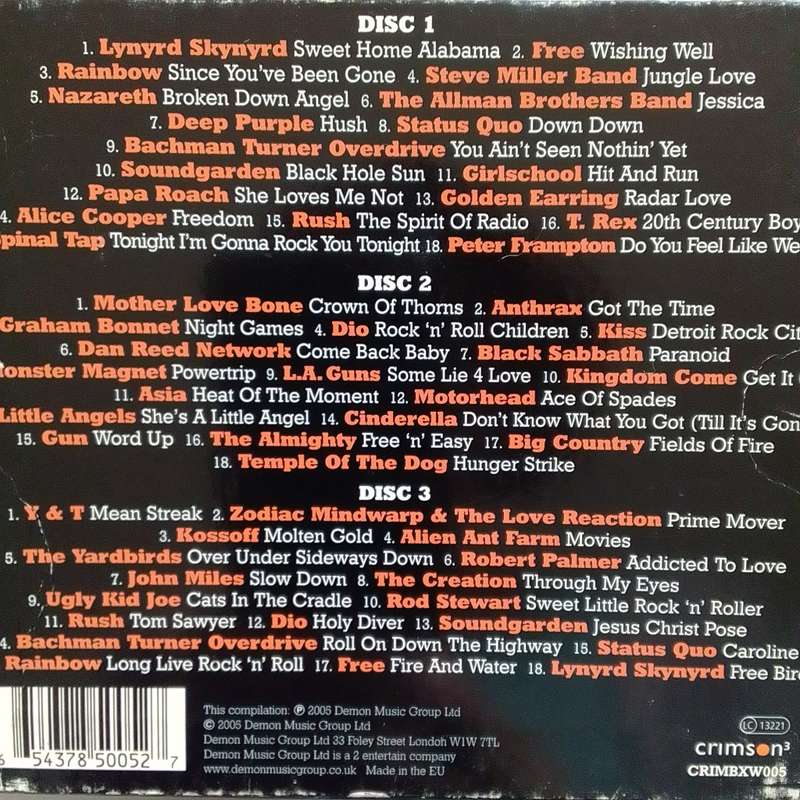 DISC 1
1. Lynyrd Skynyrd Sweet Home Alabama 2. Free Wishing Well
3. Rainbow Since You've Been Gone 4. Steve Miller Band Jungle Love
5. Nazareth Broken Down Angel 6. The Allman Brothers Band Jessica
7. Deep Purple Hush 8. Status Quo Down Down
9. Bachman Turner Overdrive You Ain't Seen Nothin' Yet
10. Soundgarden Black Hole Sun 11. Girlschool Hit And Run
12. Papa Roach She Loves Me Not 13. Golden Earring Radar Love
4. Alice Cooper Freedom 15. Rush The Spirit Of Radio 16. T. Rex 20th Century Boy
pinal Tap Tonight I'm Gonna Rock You Tonight 18. Peter Frampton Do You Feel Like We
DISC 2
1. Mother Love Bone Crown Of Thorns 2. Anthrax Got The Time
Graham Bonnet Night Games 4. Dio Rock 'n' Roll Children 5. Kiss Detroit Rock Cit
6. Dan Reed Network Come Back Baby 7. Black Sabbath Paranoid
onster Magnet Powertrip 9. L.A. Guns Some Lie 4 Love 10. Kingdom Come Get It
11. Asia Heat Of The Moment 12. Motorhead Ace Of Spades
Little Angels She's A Little Angel 14. Cinderella Don't Know What You Got (Till It's Gon
15. Gun Word Up 16. The Almighty Free 'n' Easy 17. Big Country Fields Of Fire
18. Temple Of The Dog Hunger Strike
DISC 3
1. Y & T Mean Streak 2. Zodiac Mindwarp & The Love Reaction Prime Mover
3. Kossoff Molten Gold 4. Alien Ant Farm Movies
5. The Yardbirds Over Under Sideways Down 6. Robert Palmer Addicted To Love
7. John Miles Slow Down 8. The Creation Through My Eyes
9. Ugly Kid Joe Cats In The Cradle 10. Rod Stewart Sweet Little Rock 'n' Roller
11. Rush Tom Sawyer 12. Dio Holy Diver 13. Soundgarden Jesus Christ Pose
4. Bachman Turner Overdrive Roll On Down The Highway 15. Status Quo Caroline
Rainbow Long Live Rock 'n' Roll 17. Free Fire And Water 18. Lynyrd Skynyrd Free Bir
This compilation: ℗ 2005 Demon Music Group Ltd
© 2005 Demon Music Group Ltd
Demon Music Group Ltd 33 Foley Street London W1W 7TL
Demon Music Group Ltd is a 2 entertain company
www.demonmusicgroup.co.uk Made in the EU
6 54378 50052 7
LC 13221
crimson³
CRIMBXW005